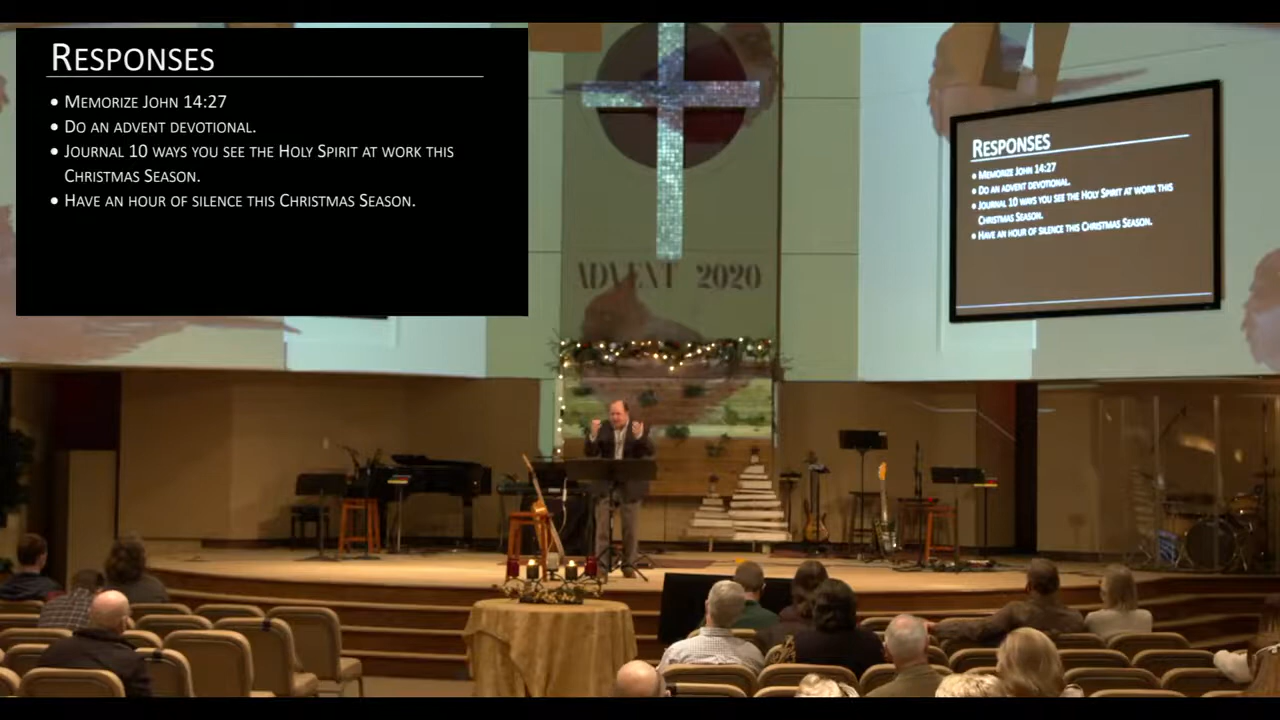 Responses
• Memorize John 14:27
• Do an advent devotional.
• Journal 10 ways you see the Holy Spirit at work this
Christmas Season.
• Have an hour of silence this Christmas Season.
ADVENT 2020
Responses
• Memorize John 14:27
• Do an advent devotional.
• Journal 10 ways you see the Holy Spirit at work this
Christmas Season.
• Have an hour of silence this Christmas Season.